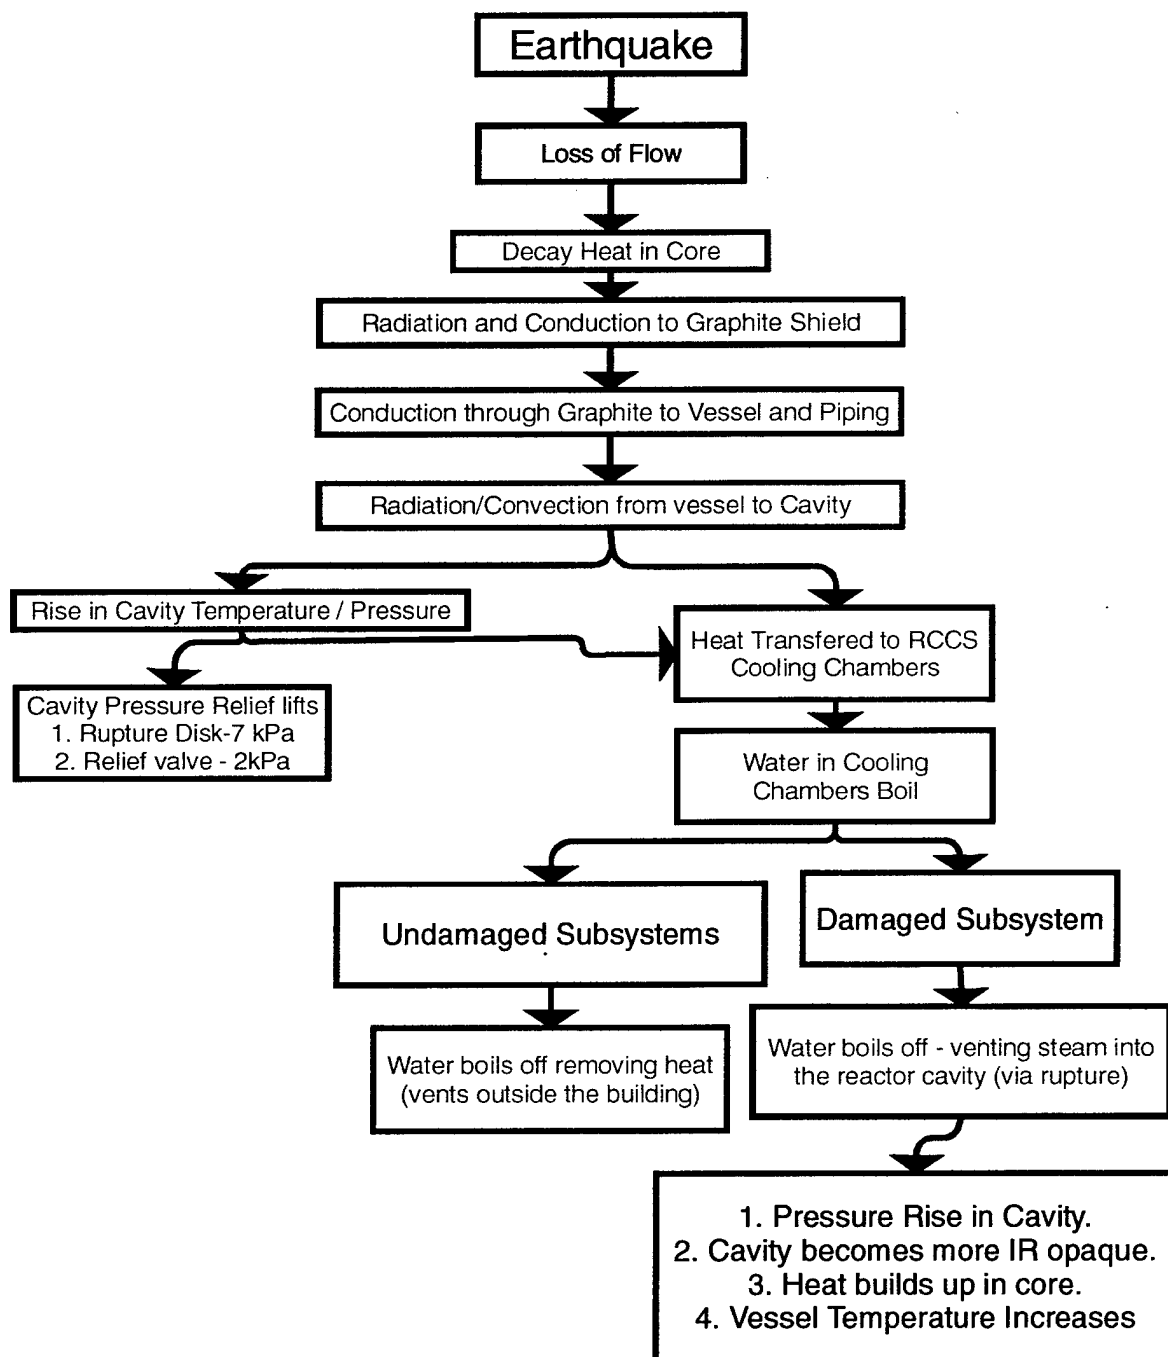 Earthquake
Loss of Flow
Decay Heat in Core
Radiation and Conduction to Graphite Shield
Conduction through Graphite to Vessel and Piping
Radiation/Convection from vessel to Cavity
Rise in Cavity Temperature / Pressure
Heat Transfered to RCCS
Cooling Chambers
Cavity Pressure Relief lifts
1. Rupture Disk-7 kPa
2. Relief valve - 2kPa
Water in Cooling
Chambers Boil
Undamaged Subsystems
Damaged Subsystem
Water boils off removing heat
(vents outside the building)
Water boils off - venting steam into
the reactor cavity (via rupture)
1. Pressure Rise in Cavity.
2. Cavity becomes more IR opaque.
3. Heat builds up in core.
4. Vessel Temperature Increases